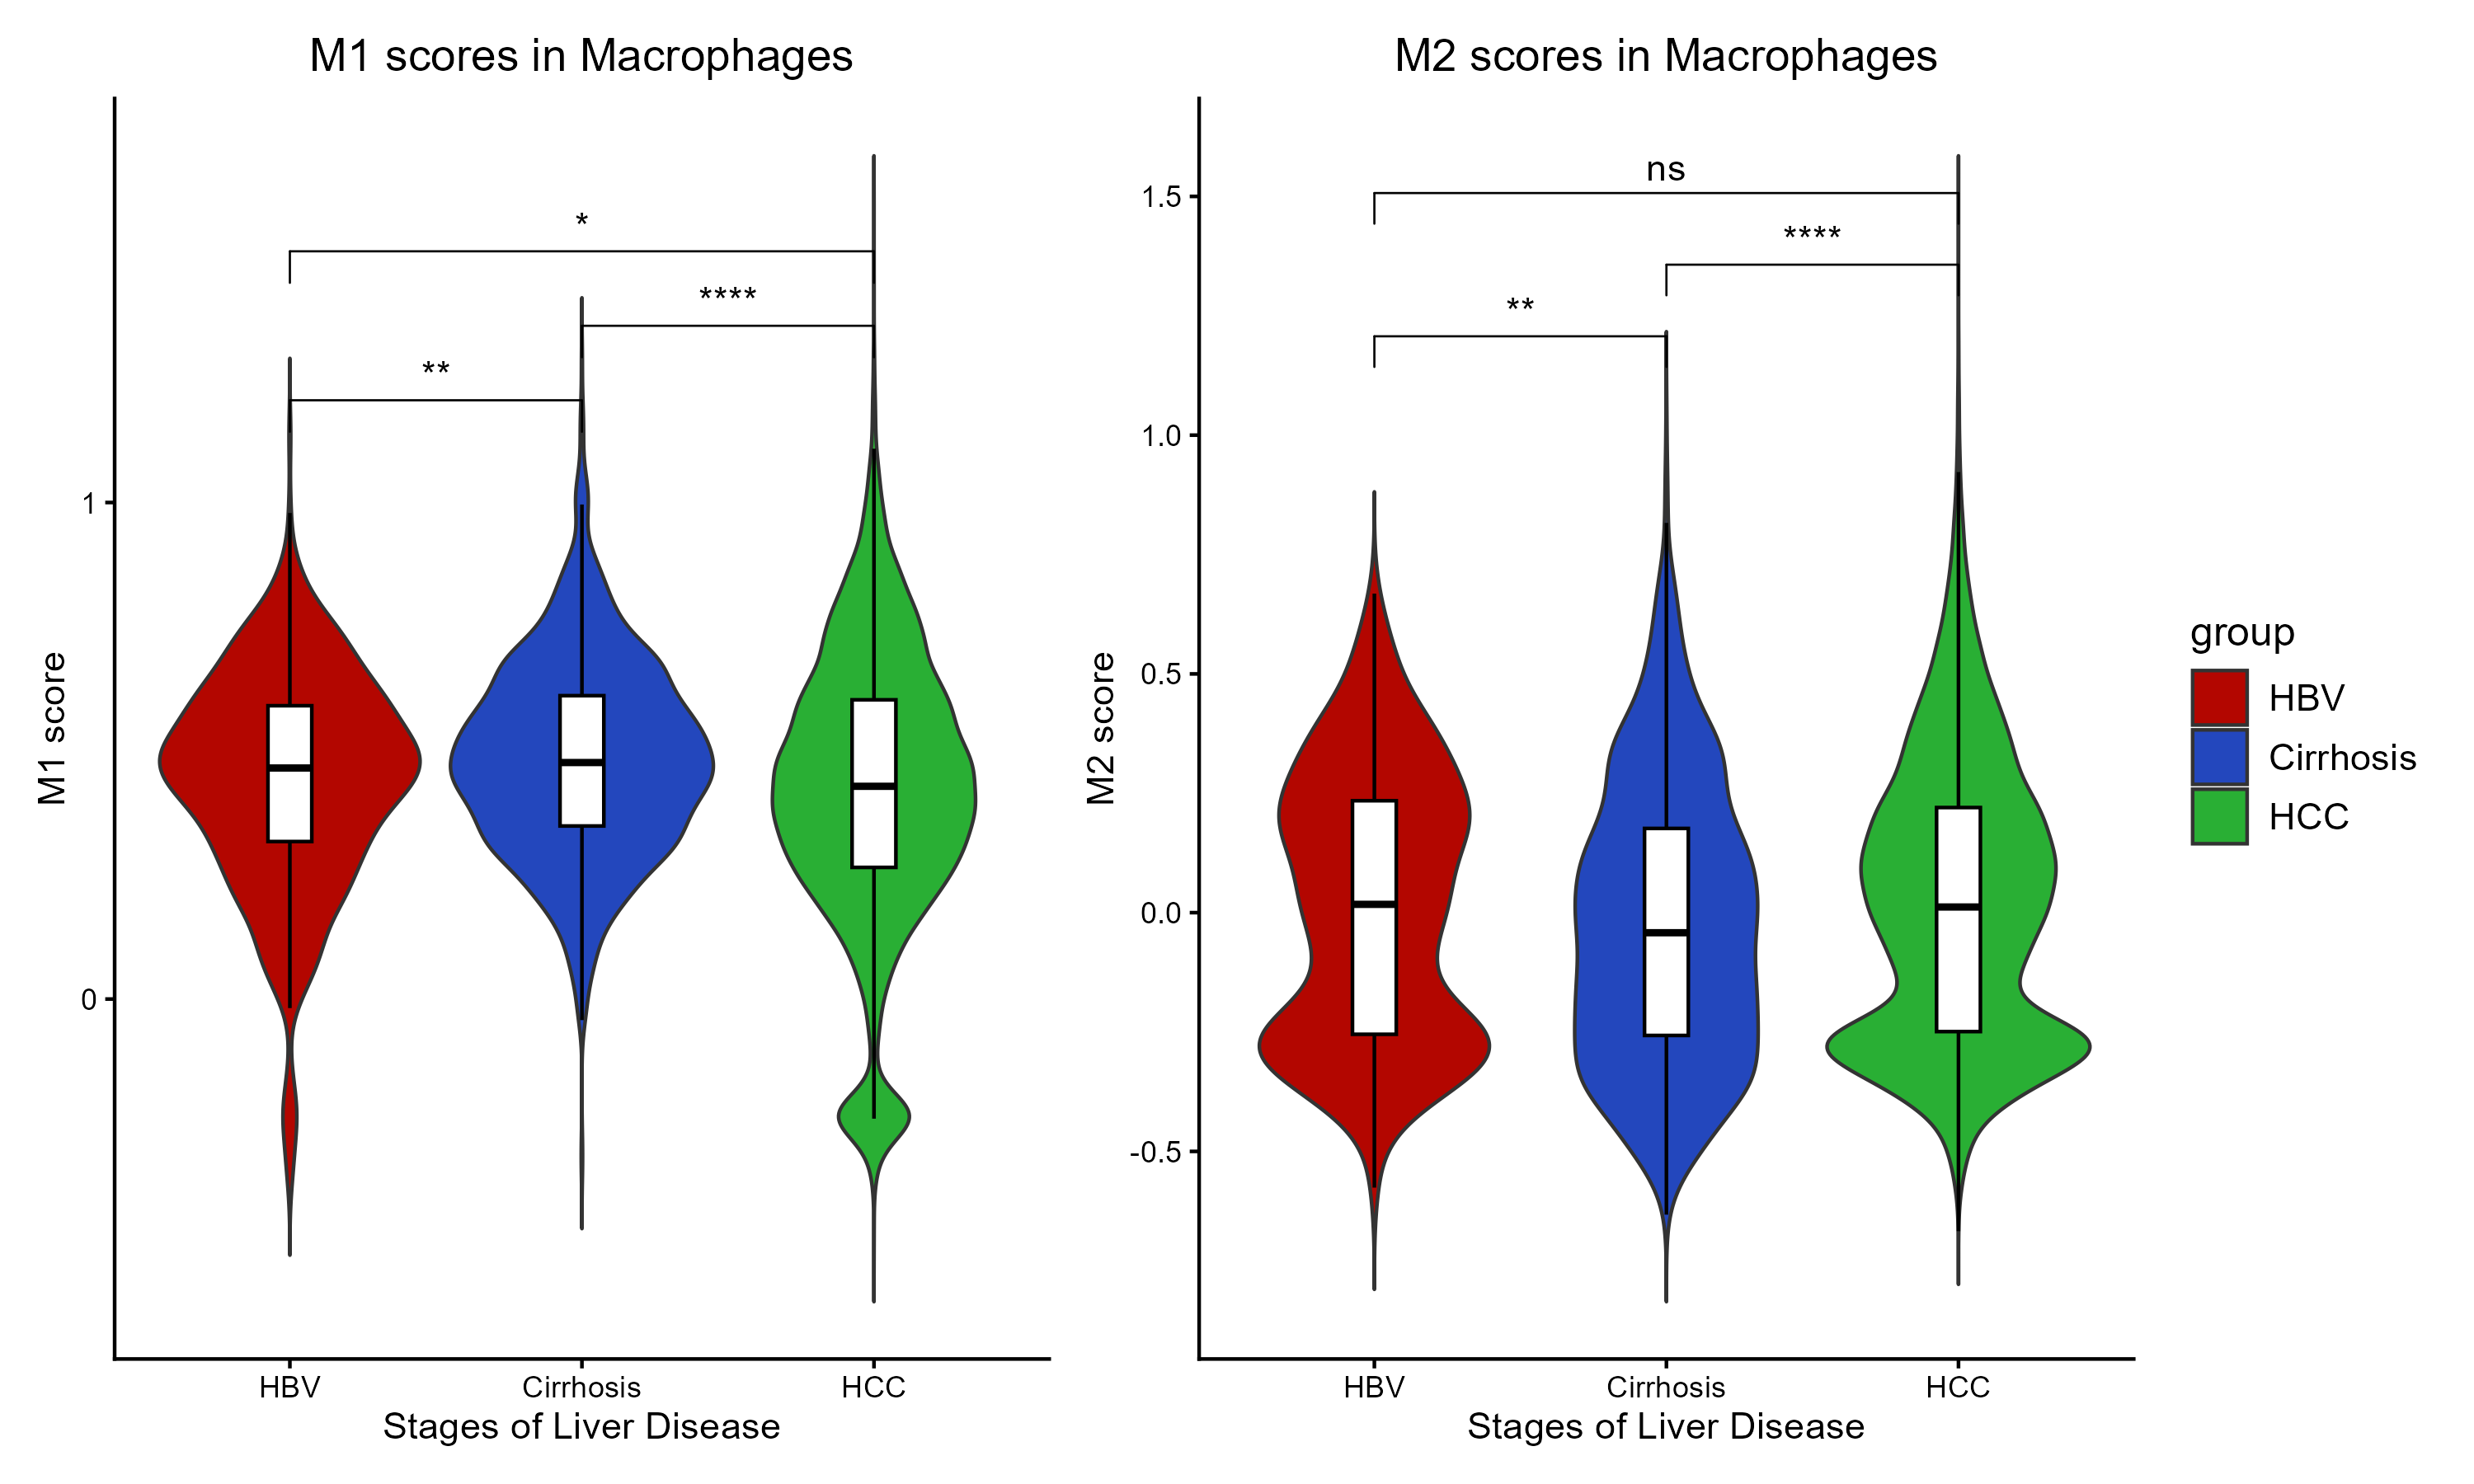 M1 scores in Macrophages
*
****
**
M1 score
1
0
HBV Cirrhosis HCC
Stages of Liver Disease
M2 scores in Macrophages
ns
****
**
M2 score
1.5
1.0
0.5
0.0
-0.5
HBV Cirrhosis HCC
Stages of Liver Disease
group
HBV
Cirrhosis
HCC